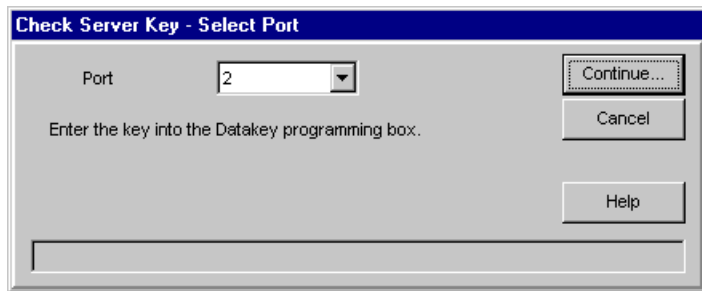 Check Server Key - Select Port
Port 2 Continue...
Enter the key into the Datakey programming box. Cancel
Help